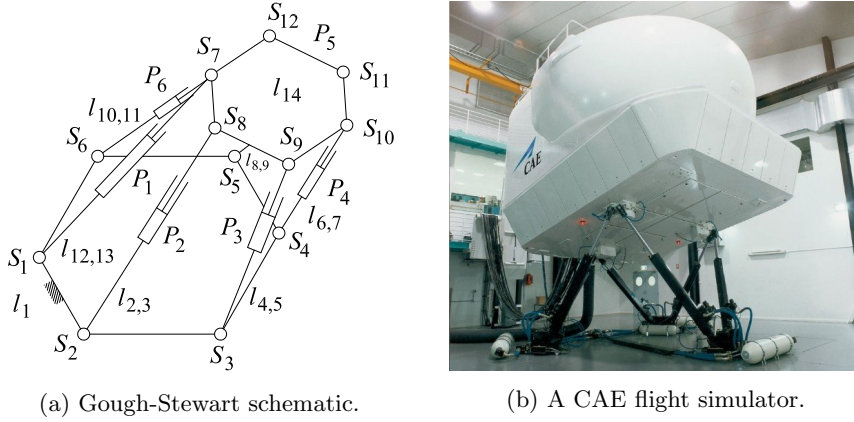 S12
P5
S7
P6
l14
S11
l10,11
S8
S10
S6
S9
l8,9
S5
P1
P4
l6,7
P2
P3
S4
S1
l12,13
l1
l2,3
l4,5
S2
S3
CAE
(a) Gough-Stewart schematic.
(b) A CAE flight simulator.